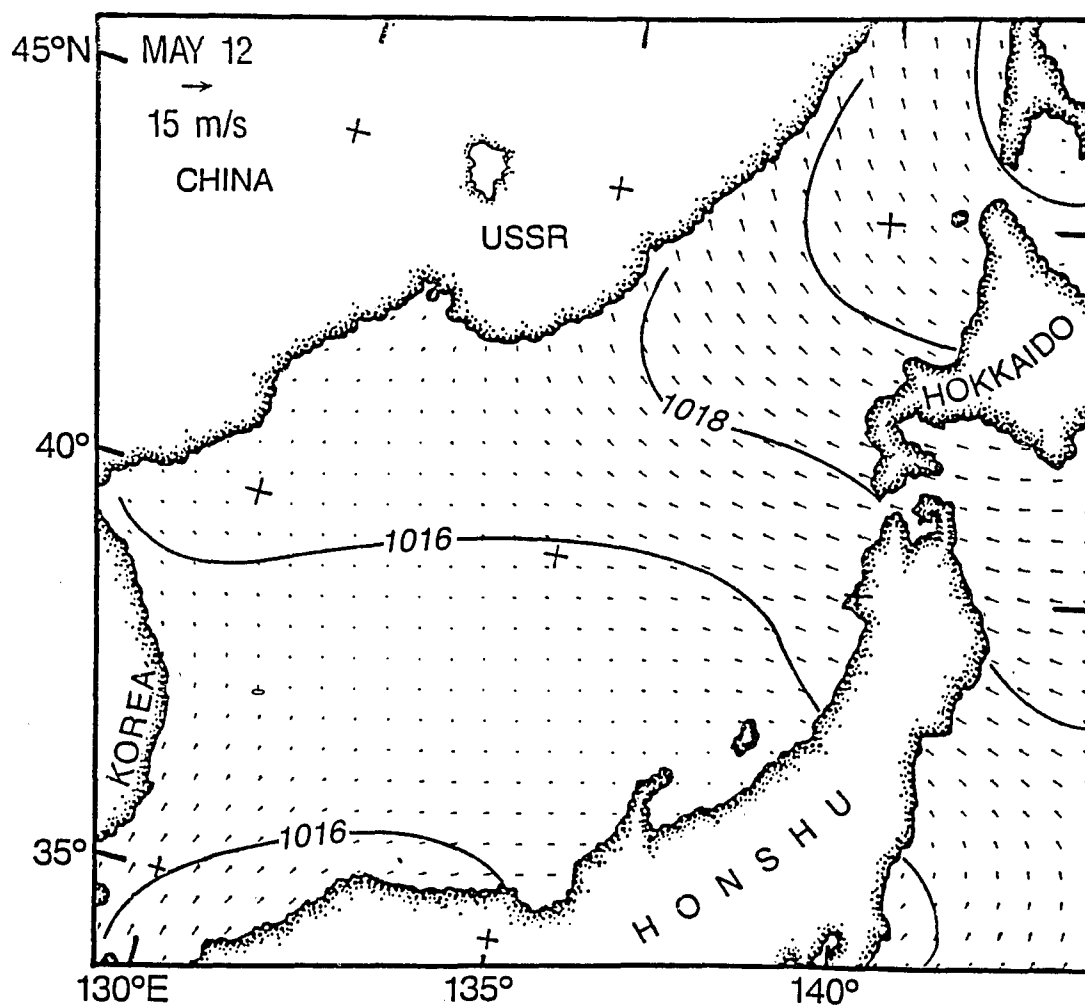 45°N
MAY 12
15 m/s
CHINA
USSR
HOKKAIDO
1018
40°
1016
KOREA
1016
35°
HONSHU
130°E
135°
140°